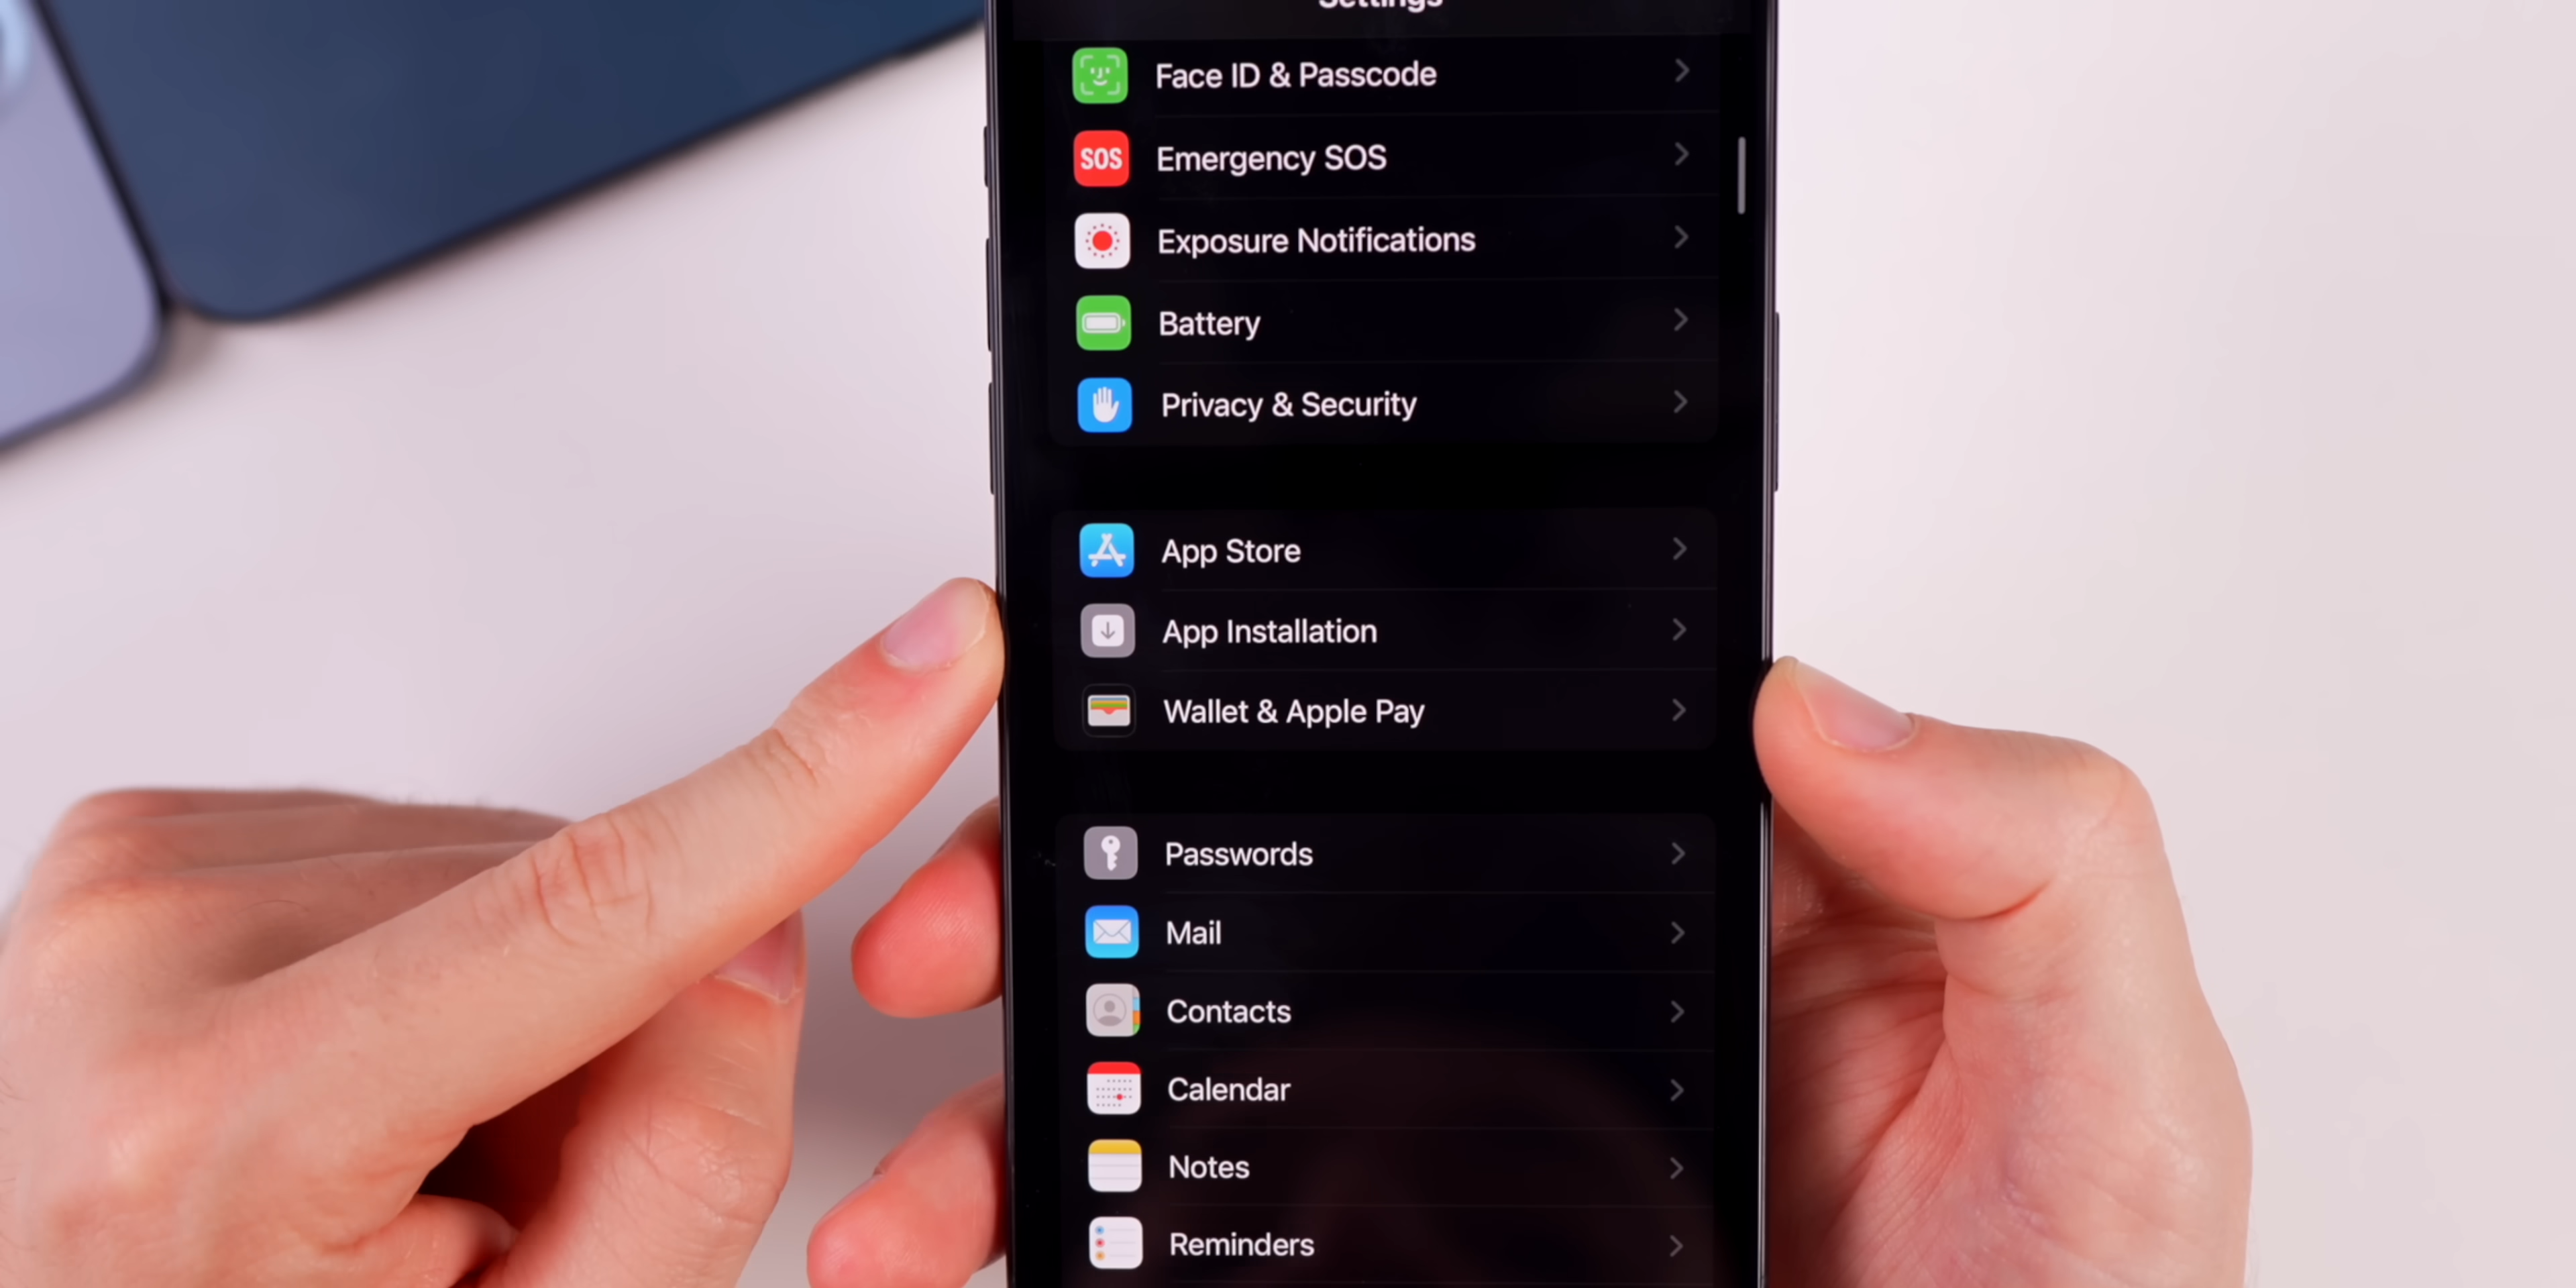 Settings
Face ID & Passcode
SOS
Emergency SOS
Exposure Notifications
Battery
Privacy & Security
App Store
App Installation
Wallet & Apple Pay
Passwords
Mail
Contacts
Calendar
Notes
Reminders